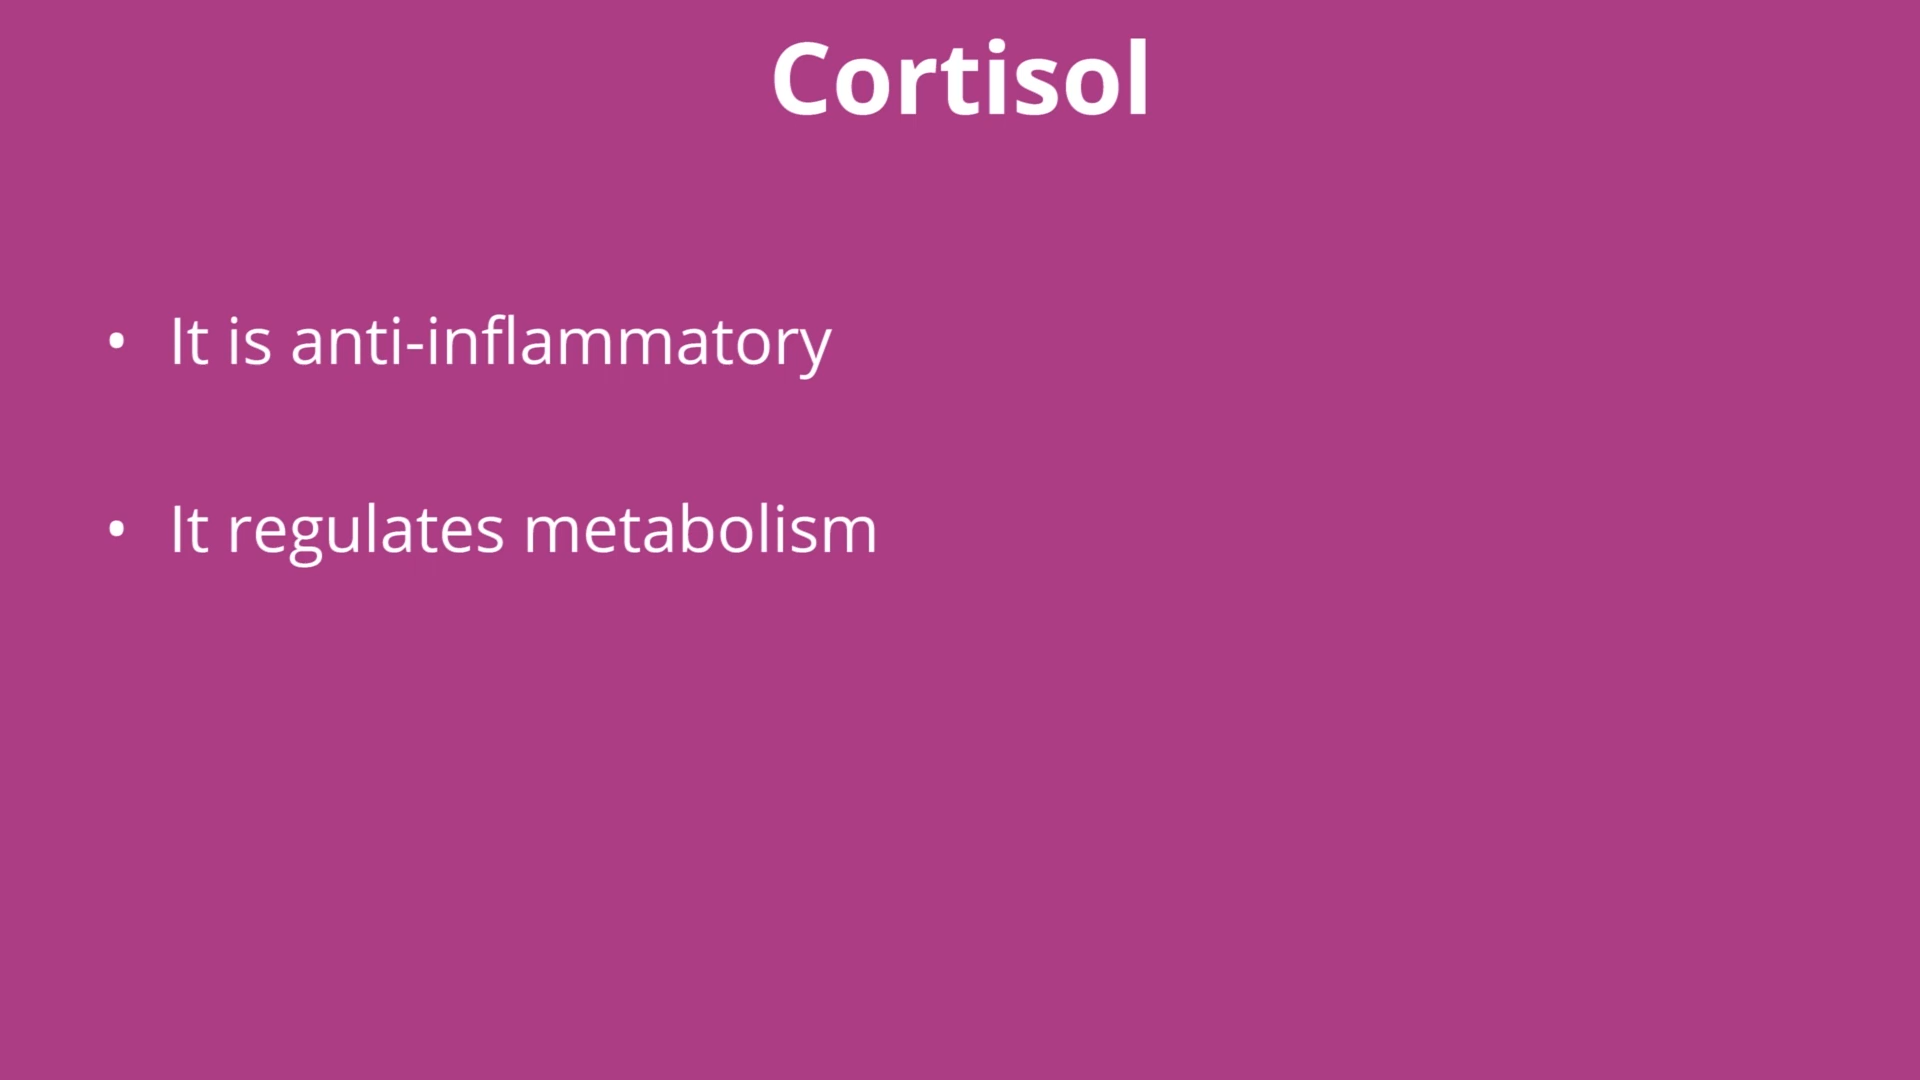 Cortisol
• It is anti-inflammatory
• It regulates metabolism